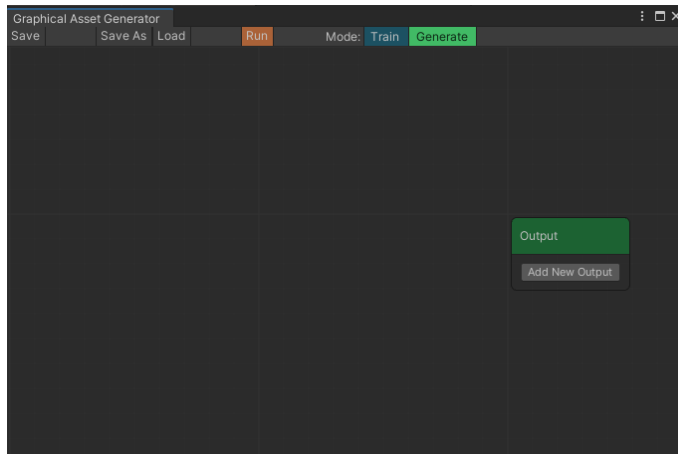 Graphical Asset Generator
Save Save As Load Run Mode: Train Generate
Output
Add New Output